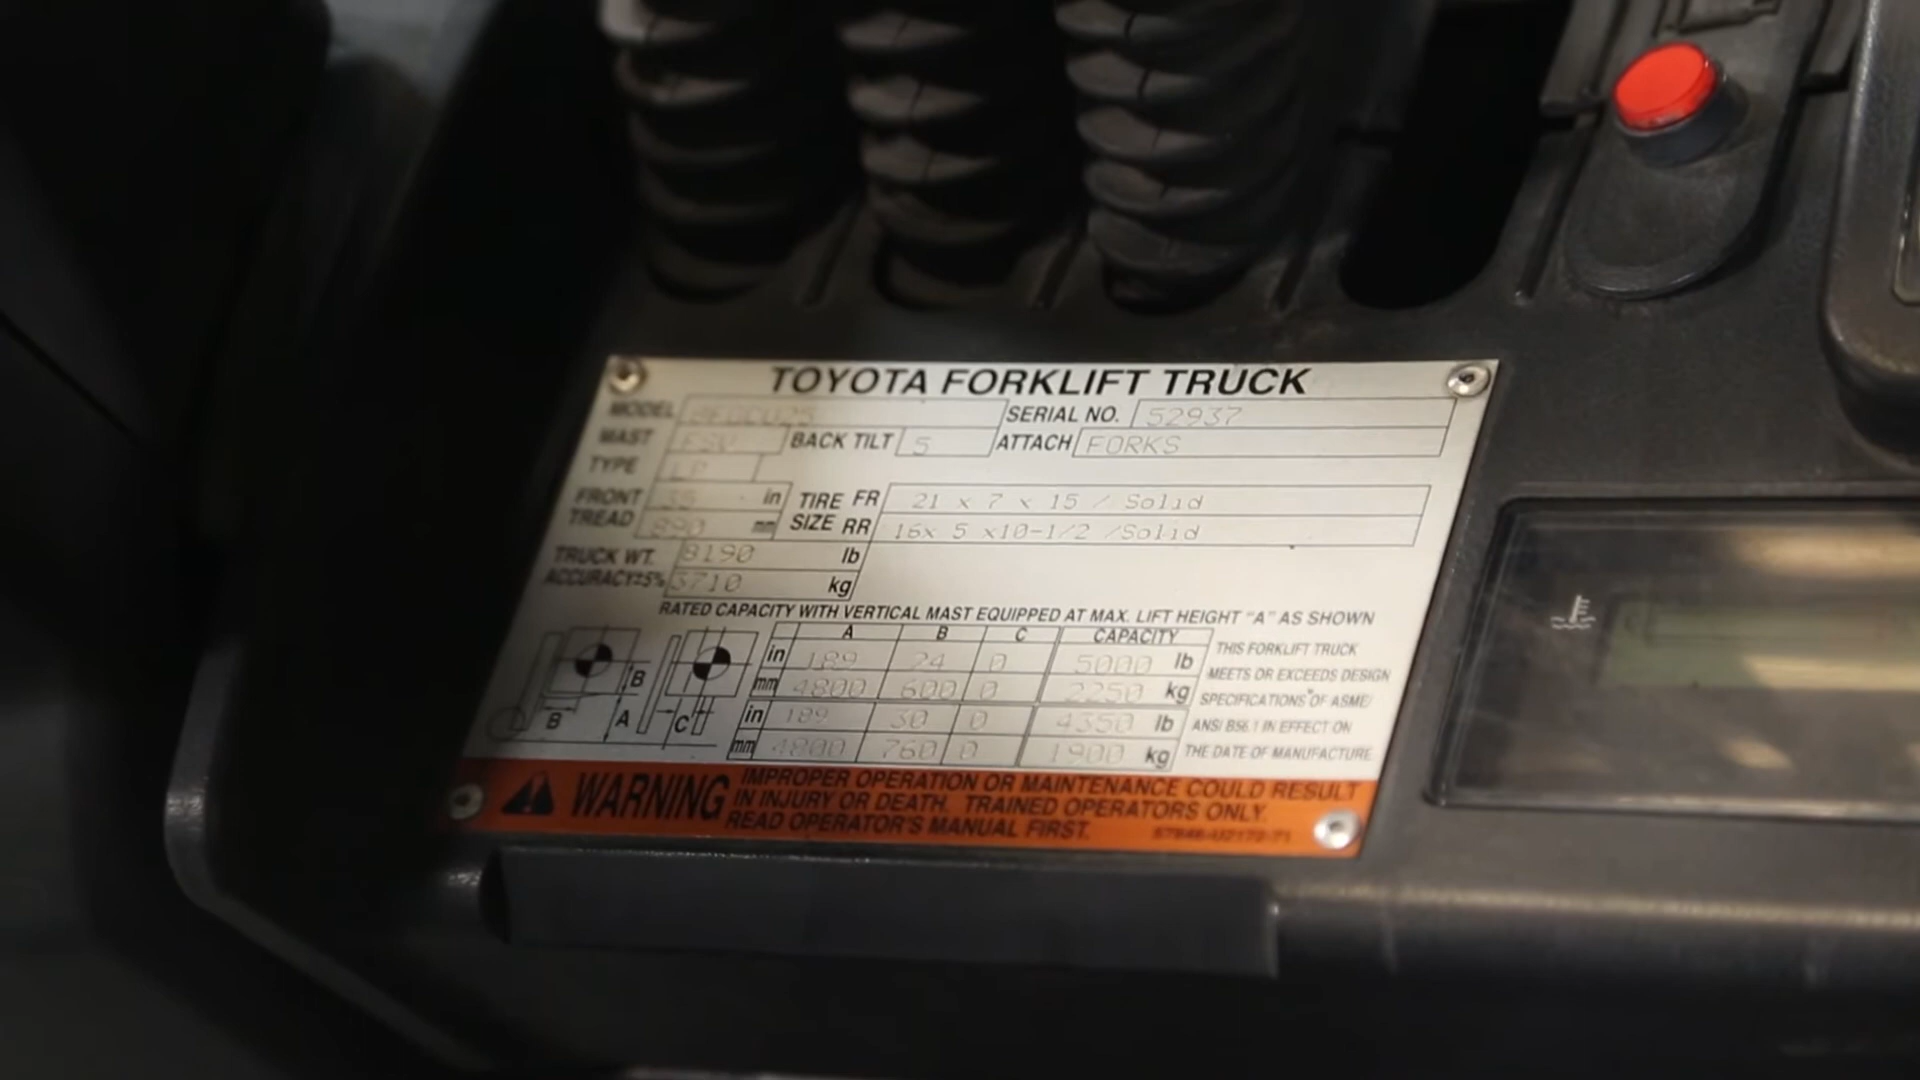 TOYOTA FORKLIFT TRUCK
MODEL SERIAL NO. 52937
MAST FSV BACK TILT 5 ATTACH FORKS
TYPE LP
FRONT TREAD 35 in 890 mm
TIRE SIZE FR 21 x 7 x 15 / Solid
RR 16x 5 x10-1/2 /Solid
TRUCK WT. 8190 lb
ACCURACY±5% 3710 kg
RATED CAPACITY WITH VERTICAL MAST EQUIPPED AT MAX. LIFT HEIGHT "A" AS SHOWN
A B C CAPACITY
in 189 24 0 5000 lb
mm 4800 600 0 2250 kg
in 189 30 0 4350 lb
mm 4800 760 0 1900 kg
B B A C
THIS FORKLIFT TRUCK
MEETS OR EXCEEDS DESIGN
SPECIFICATIONS OF ASME/
ANSI B56.1 IN EFFECT ON
THE DATE OF MANUFACTURE
WARNING
IMPROPER OPERATION OR MAINTENANCE COULD RESULT
IN INJURY OR DEATH. TRAINED OPERATORS ONLY.
READ OPERATOR'S MANUAL FIRST.